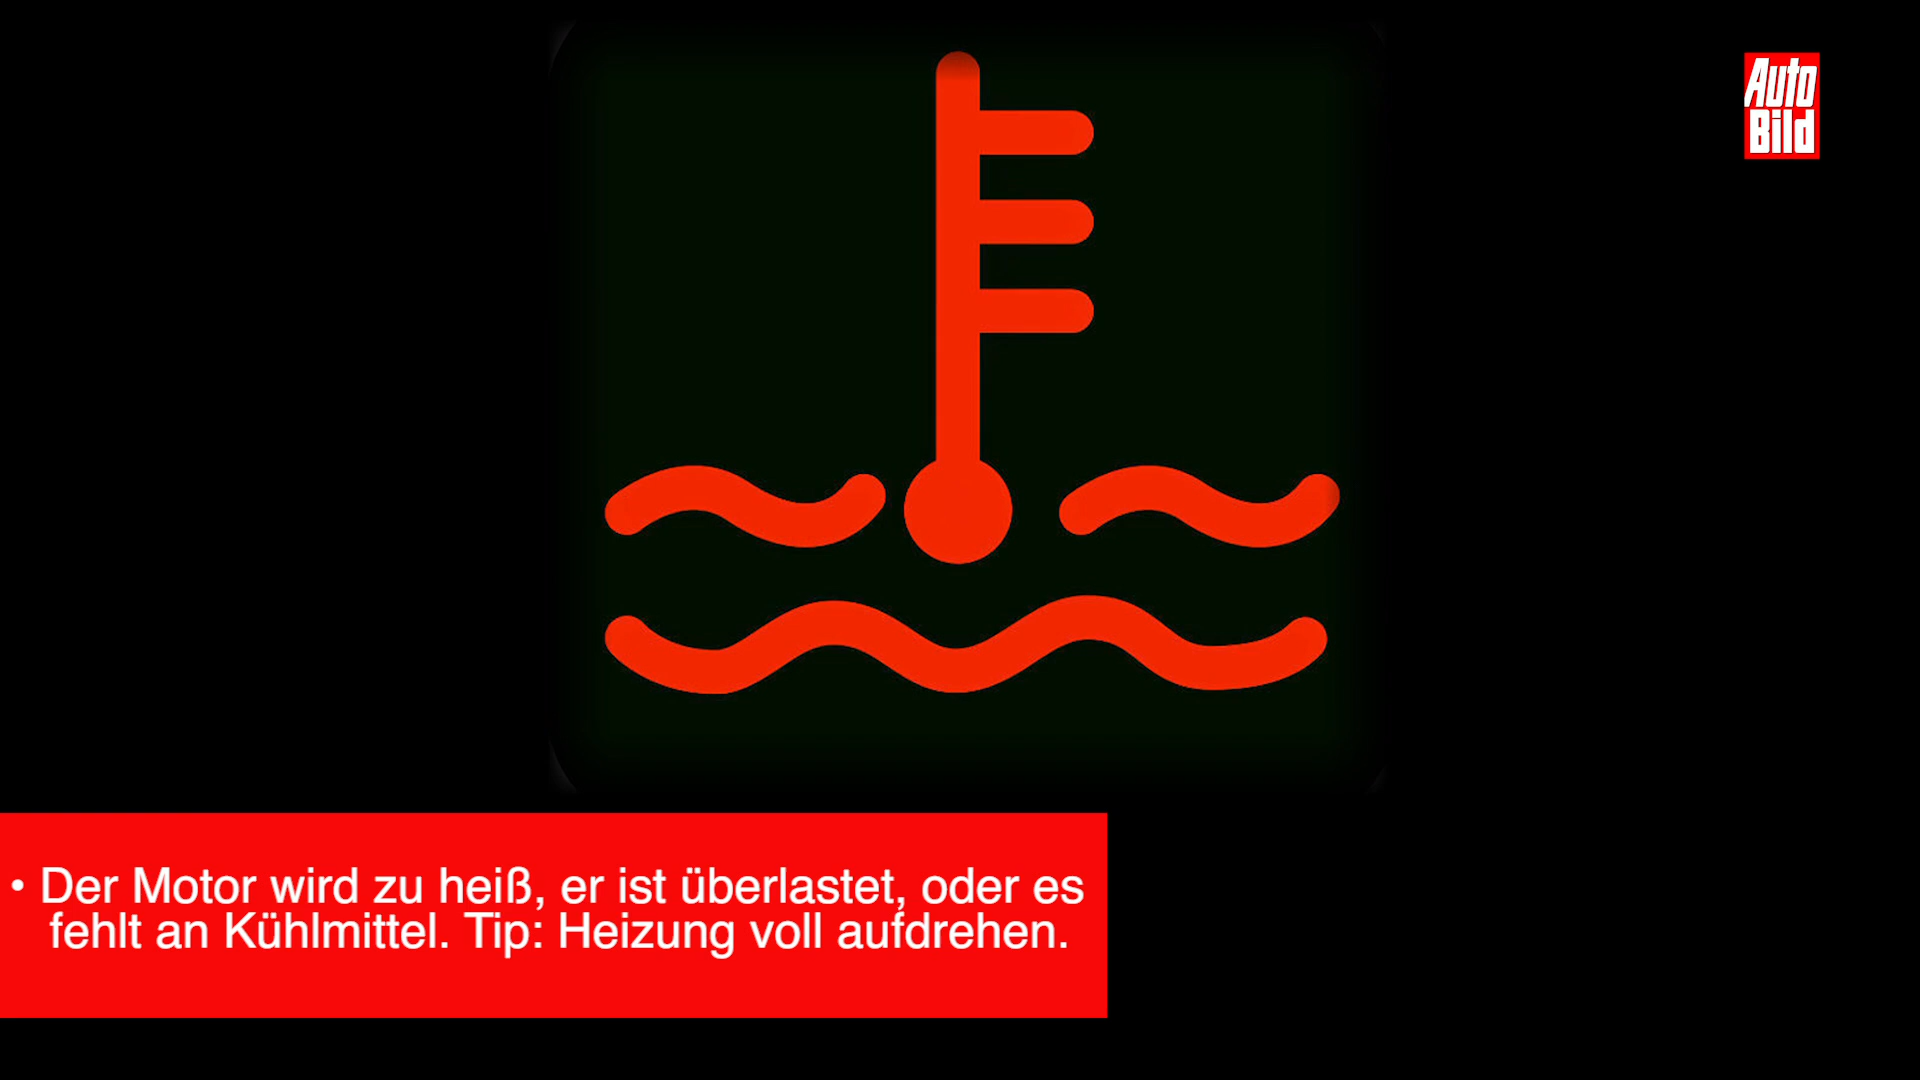 Auto
Bild
• Der Motor wird zu heiß, er ist überlastet, oder es
fehlt an Kühlmittel. Tip: Heizung voll aufdrehen.